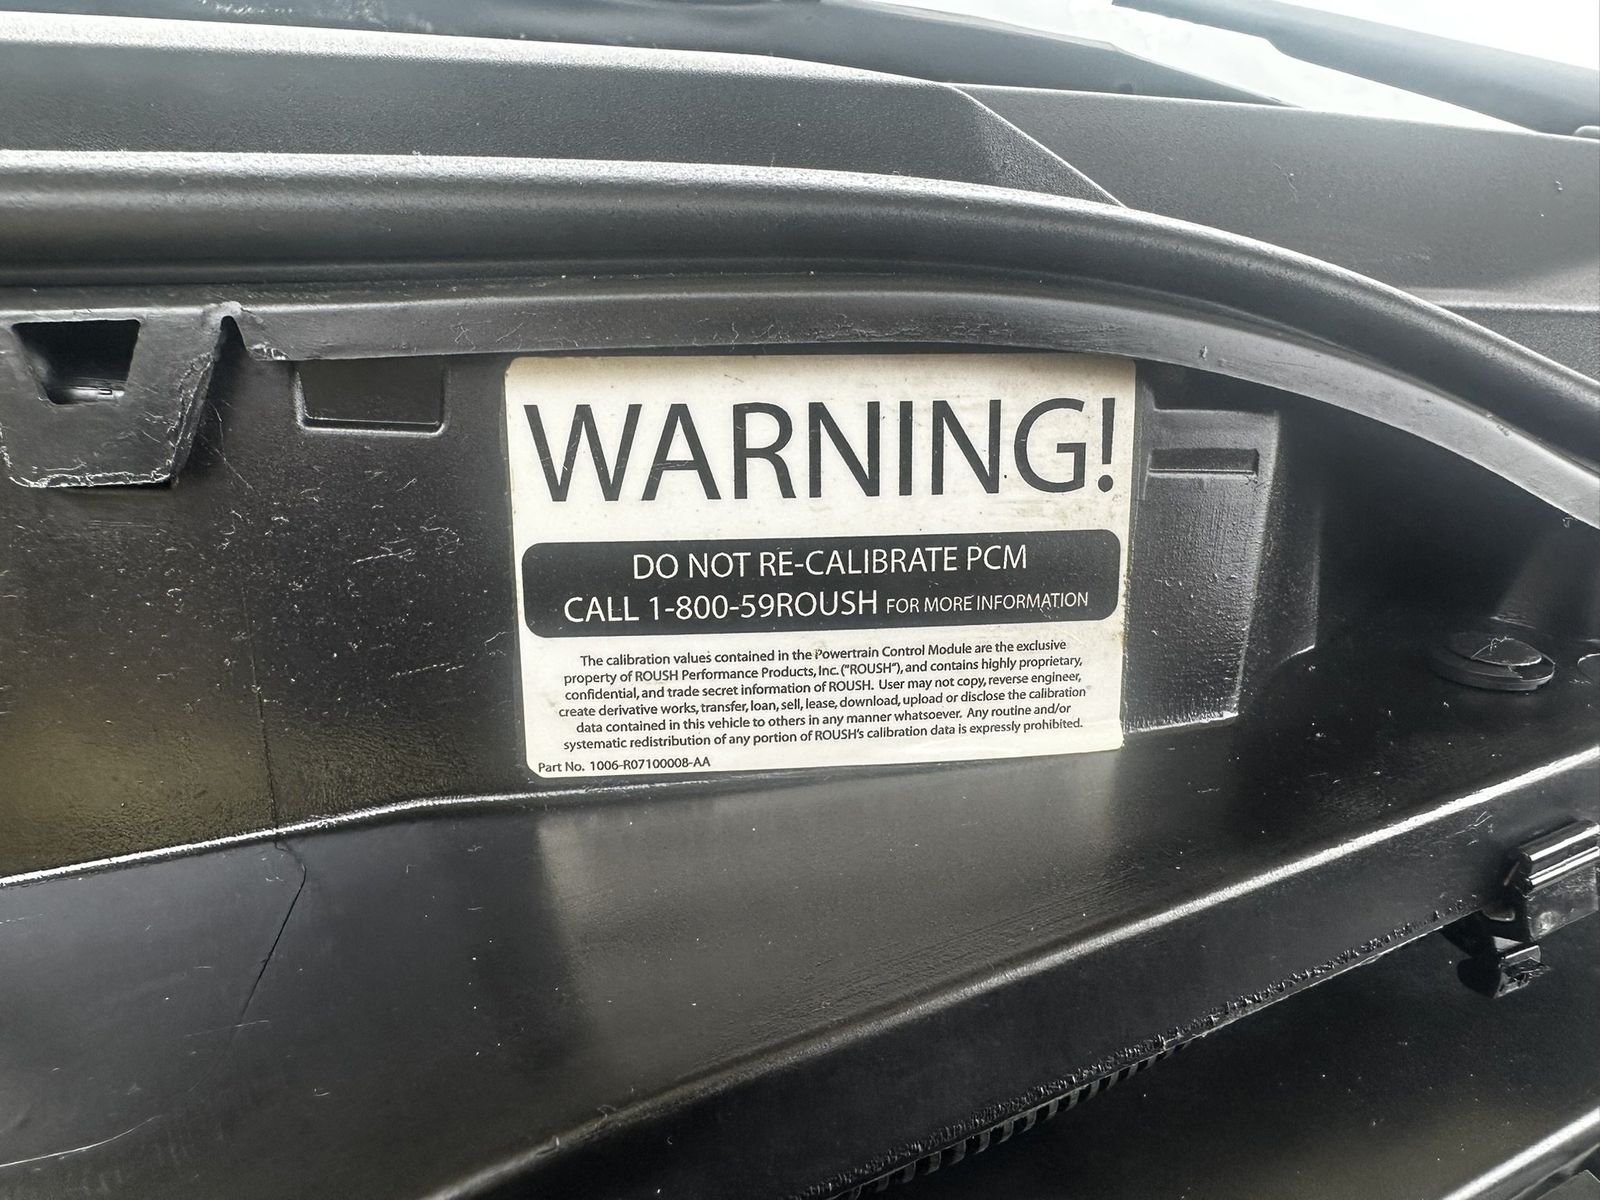 WARNING!
DO NOT RE-CALIBRATE PCM
CALL 1-800-59ROUSH FOR MORE INFORMATION
The calibration values contained in the Powertrain Control Module are the exclusive
property of ROUSH Performance Products, Inc. ("ROUSH"), and contains highly proprietary,
confidential, and trade secret information of ROUSH. User may not copy, reverse engineer,
create derivative works, transfer, loan, sell, lease, download, upload or disclose the calibration
data contained in this vehicle to others in any manner whatsoever. Any routine and/or
systematic redistribution of any portion of ROUSH's calibration data is expressly prohibited.
Part No. 1006-R07100008-AA